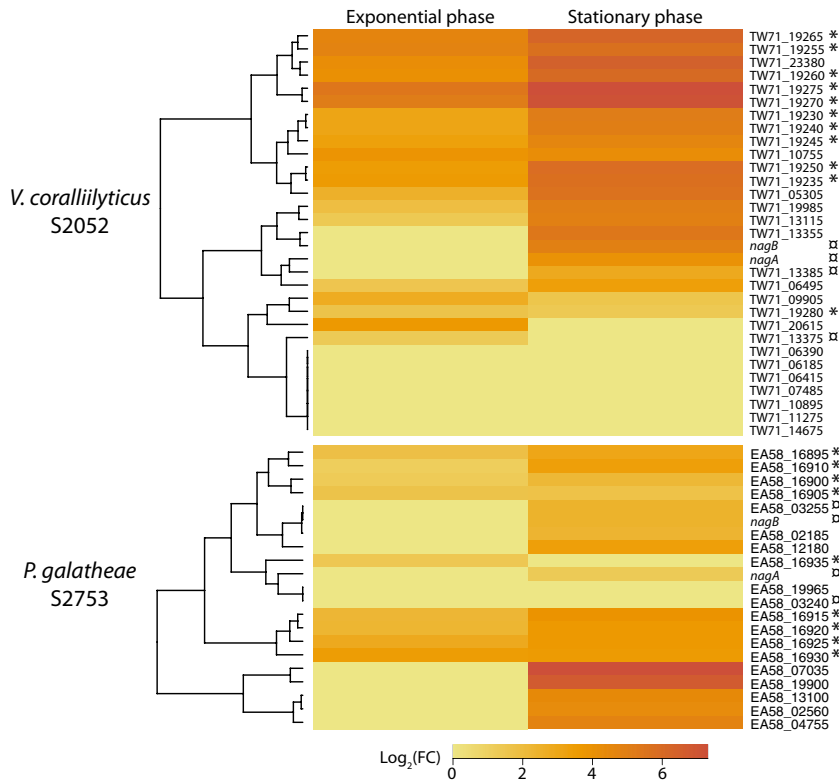 Exponential phase Stationary phase
TW71_19265 *
TW71_19255 *
TW71_23380
TW71_19260 *
TW71_19275 *
TW71_19270 *
TW71_19230 *
TW71_19240 *
TW71_19245 *
TW71_10755
TW71_19250 *
TW71_19235 *
TW71_05305
TW71_19985
TW71_13115
TW71_13355
nagB ¤
nagA ¤
TW71_13385 ¤
TW71_06495
TW71_09905
TW71_19280 *
TW71_20615
TW71_13375 ¤
TW71_06390
TW71_06185
TW71_06415
TW71_07485
TW71_10895
TW71_11275
TW71_14675
V. coralliilyticus
S2052
EA58_16895 *
EA58_16910 *
EA58_16900 *
EA58_16905 *
EA58_03255 ¤
nagB ¤
EA58_02185
EA58_12180
EA58_16935 *
nagA ¤
EA58_19965
EA58_03240 ¤
EA58_16915 *
EA58_16920 *
EA58_16925 *
EA58_16930 *
EA58_07035
EA58_19900
EA58_13100
EA58_02560
EA58_04755
P. galatheae
S2753
Log2(FC)
0 2 4 6